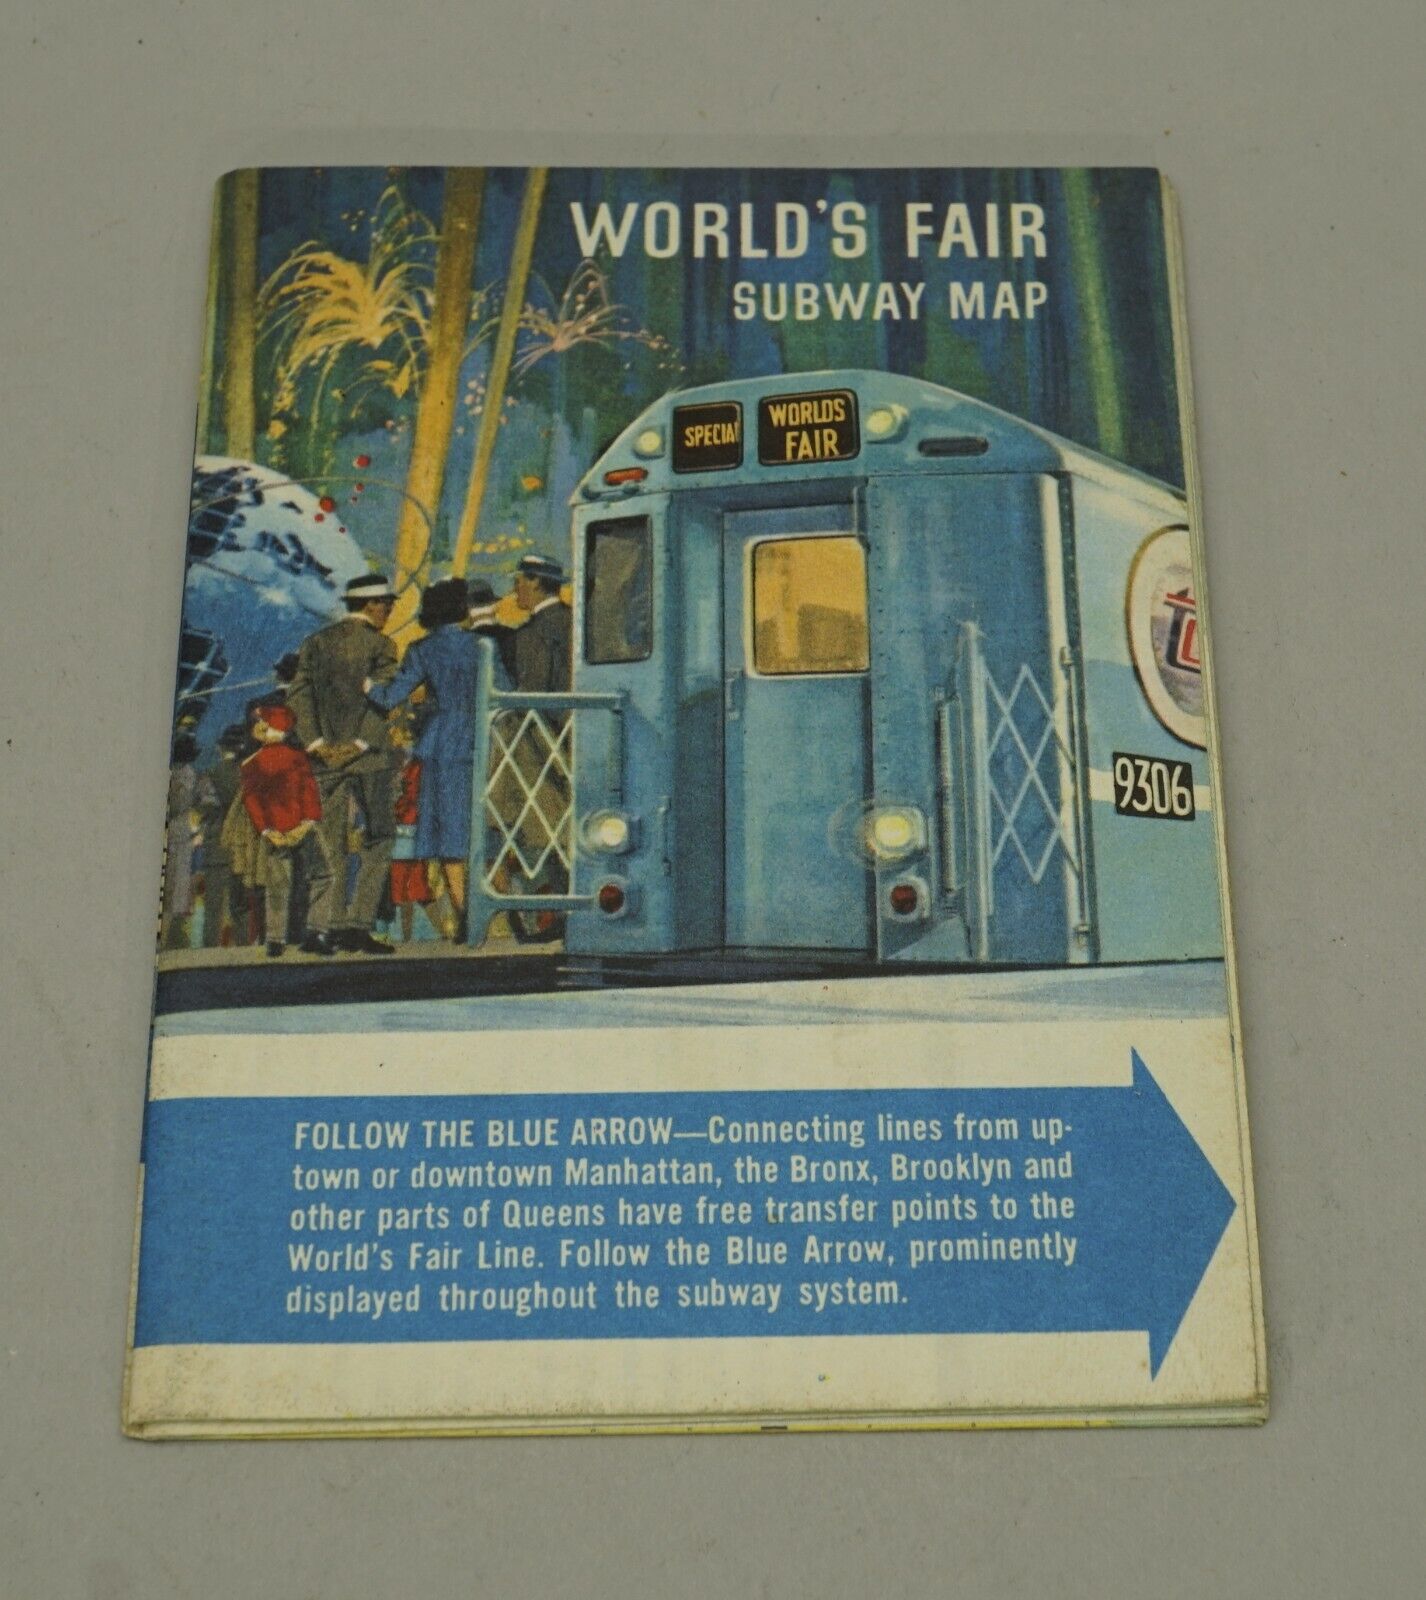 WORLD'S FAIR
SUBWAY MAP
SPECIAL
WORLDS
FAIR
9306
FOLLOW THE BLUE ARROW—Connecting lines from up-
town or downtown Manhattan, the Bronx, Brooklyn and
other parts of Queens have free transfer points to the
World's Fair Line. Follow the Blue Arrow, prominently
displayed throughout the subway system.